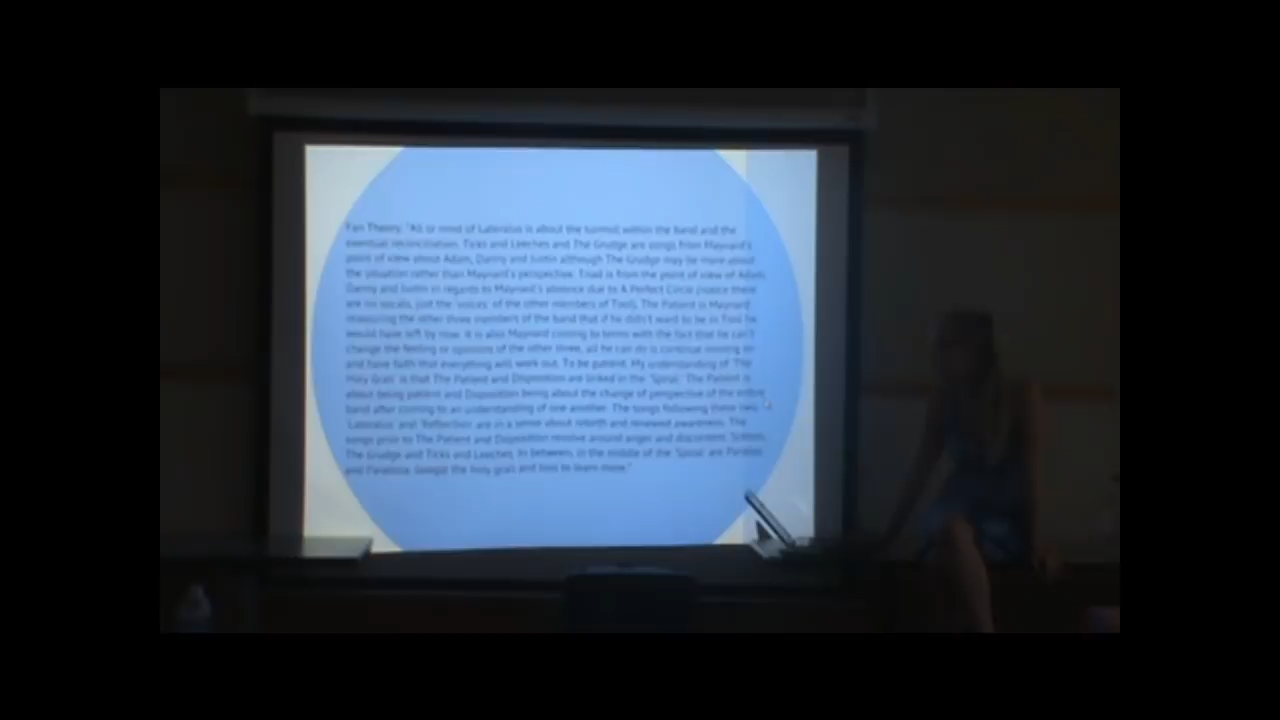 Fan Theory: "All or most of Lateralus is about the turmoil within the band and the
eventual reconciliation. Ticks and Leeches and The Grudge are songs from Maynard's
point of view about Adam, Danny and Justin although The Grudge may be more about
the situation rather than Maynard's perspective. Triad is from the point of view of Adam,
Danny and Justin in regards to Maynard's absence due to A Perfect Circle (notice there
are no vocals, just the 'voices' of the other members of Tool). The Patient is Maynard
reassuring the other three members of the band that if he didn't want to be in Tool he
would have left by now. It is also Maynard coming to terms with the fact that he can't
change the feeling or opinions of the other three, all he can do is continue moving on
and have faith that everything will work out. To be patient. My understanding of 'The
Holy Grail' is that The Patient and Disposition are linked in the 'Spiral.' The Patient is
about being patient and Disposition being about the change of perspective of the entire
band after coming to an understanding of one another. The songs following these two,
'Lateralus' and 'Reflection' are in a sense about rebirth and renewed awareness. The
songs prior to The Patient and Disposition revolve around anger and discontent. Schism,
The Grudge and Ticks and Leeches. In between, in the middle of the 'Spiral' are Parabol
and Parabola. Google the holy grail and tool to learn more."